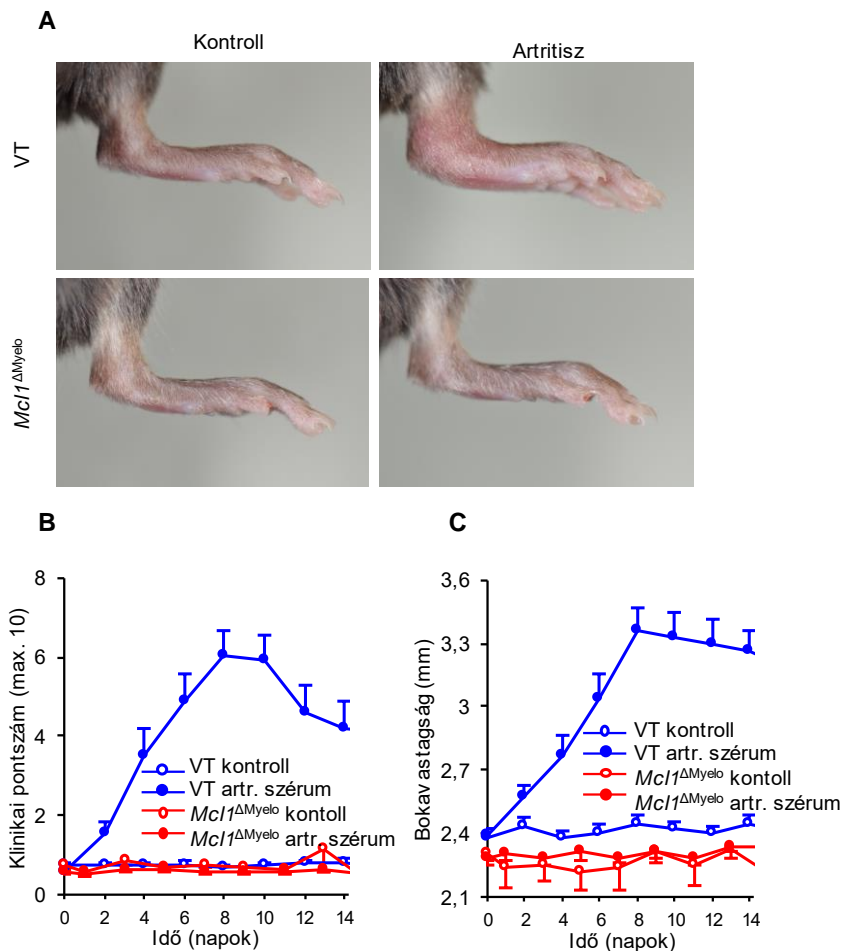 A
Kontroll
Artritisz
VT
Mcl1ΔMyelo
B
C
Klinikai pontszám (max. 10)
8
6
4
2
0
VT kontroll
VT artr. szérum
Mcl1ΔMyelo kontoll
Mcl1ΔMyelo artr. szérum
0 2 4 6 8 10 12 14
Idő (napok)
Bokav astagság (mm)
3,6
3,3
3
2,7
2,4
2,1
VT kontroll
VT artr. szérum
Mcl1ΔMyelo kontoll
Mcl1ΔMyelo artr. szérum
0 2 4 6 8 10 12 14
Idő (napok)